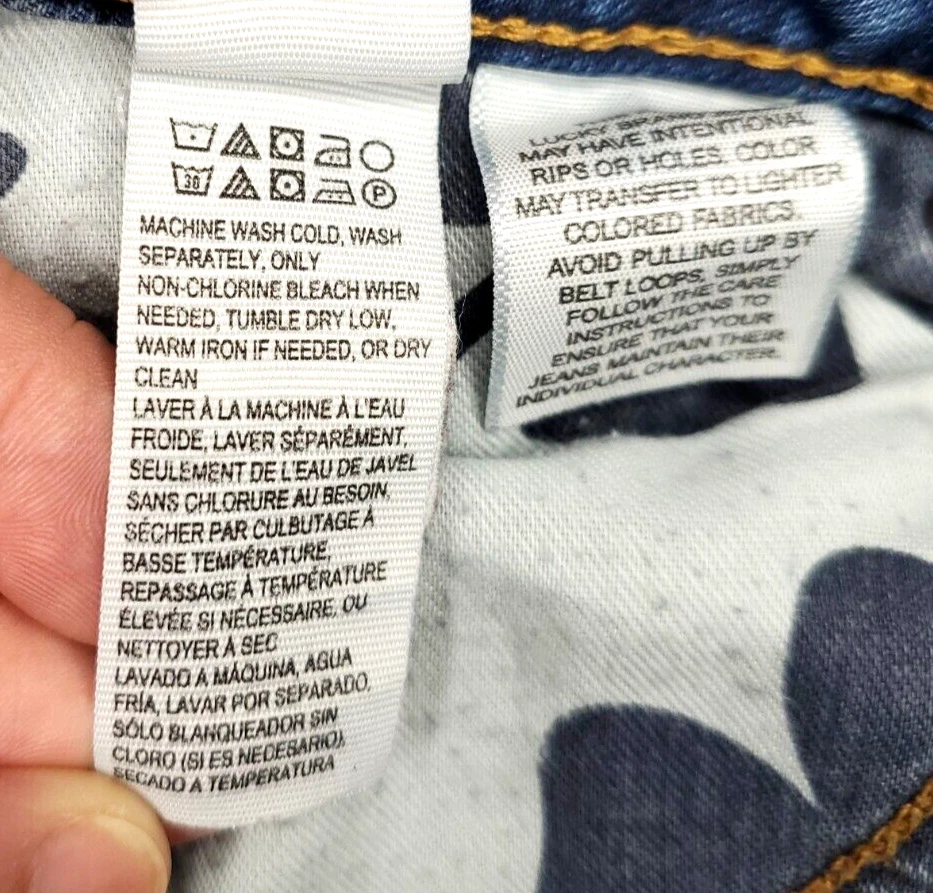 30
P
MACHINE WASH COLD, WASH
SEPARATELY, ONLY
NON-CHLORINE BLEACH WHEN
NEEDED, TUMBLE DRY LOW,
WARM IRON IF NEEDED, OR DRY
CLEAN
LAVER À LA MACHINE À L'EAU
FROIDE, LAVER SÉPARÉMENT,
SEULEMENT DE L'EAU DE JAVEL
SANS CHLORURE AU BESOIN,
SÉCHER PAR CULBUTAGE À
BASSE TEMPÉRATURE,
REPASSAGE À TEMPÉRATURE
ÉLEVÉE SI NÉCESSAIRE, OU
NETTOYER À SEC
LAVADO A MÁQUINA, AGUA
FRÍA, LAVAR POR SEPARADO,
SÓLO BLANQUEADOR SIN
CLORO (SI ES NECESARIO),
SECADO A TEMPERATURA
LUCKY BRAND
MAY HAVE INTENTIONAL
RIPS OR HOLES. COLOR
MAY TRANSFER TO LIGHTER
COLORED FABRICS.
AVOID PULLING UP BY
BELT LOOPS, SIMPLY
FOLLOW THE CARE
INSTRUCTIONS TO
ENSURE THAT YOUR
JEANS MAINTAIN THEIR
INDIVIDUAL CHARACTER.